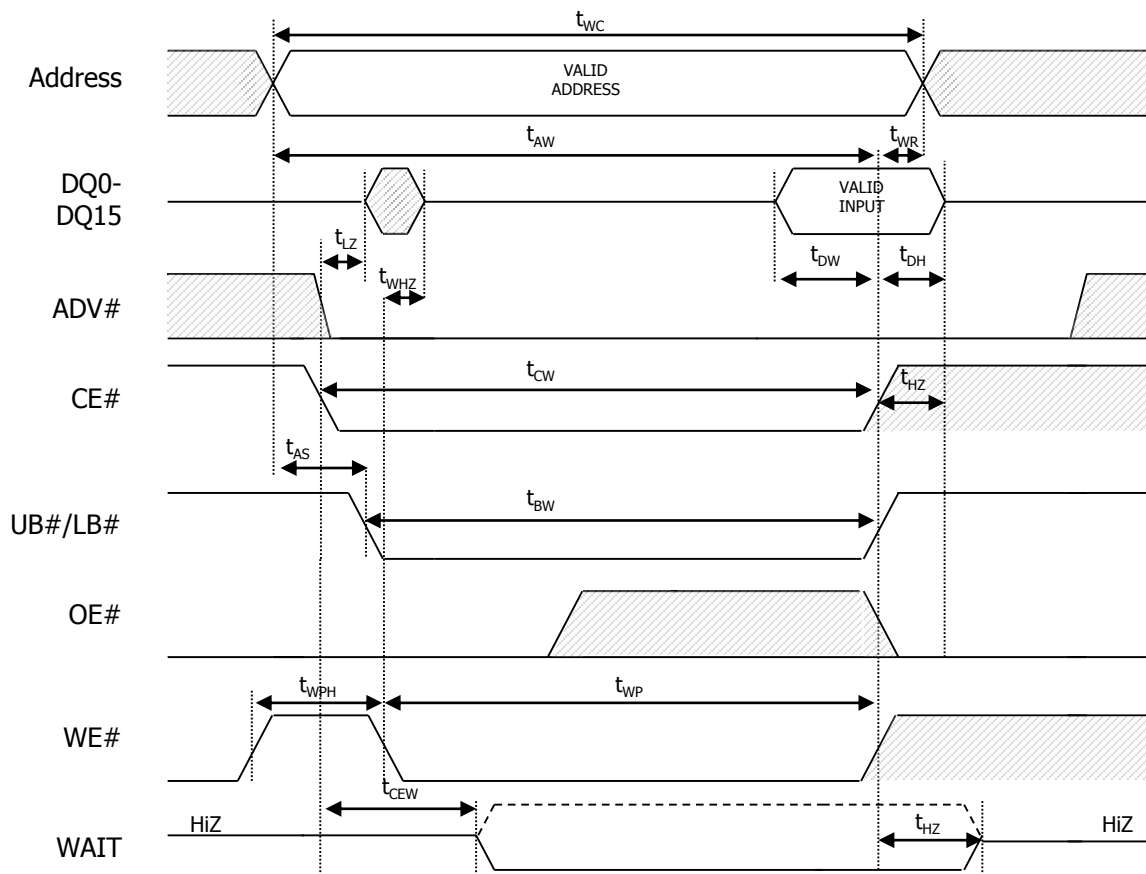 tWC
Address
VALID
ADDRESS
tAW
tWR
DQ0-
DQ15
VALID
INPUT
tLZ
tWHZ
tDW
tDH
ADV#
tCW
tHZ
CE#
tAS
tBW
UB#/LB#
OE#
tWPH
tWP
WE#
tCEW
HiZ
tHZ
HiZ
WAIT